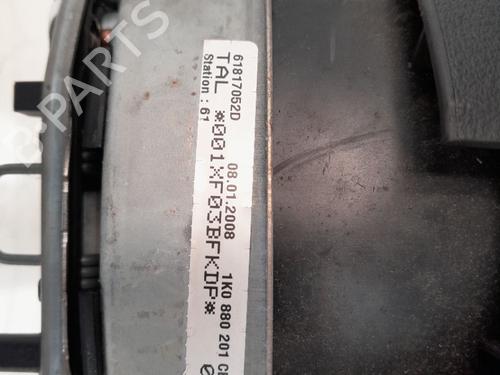 61817052D 08.01.2008 1K0 880 201
TAL *001XF03BFKDP*
Station : 61
B-PARTS